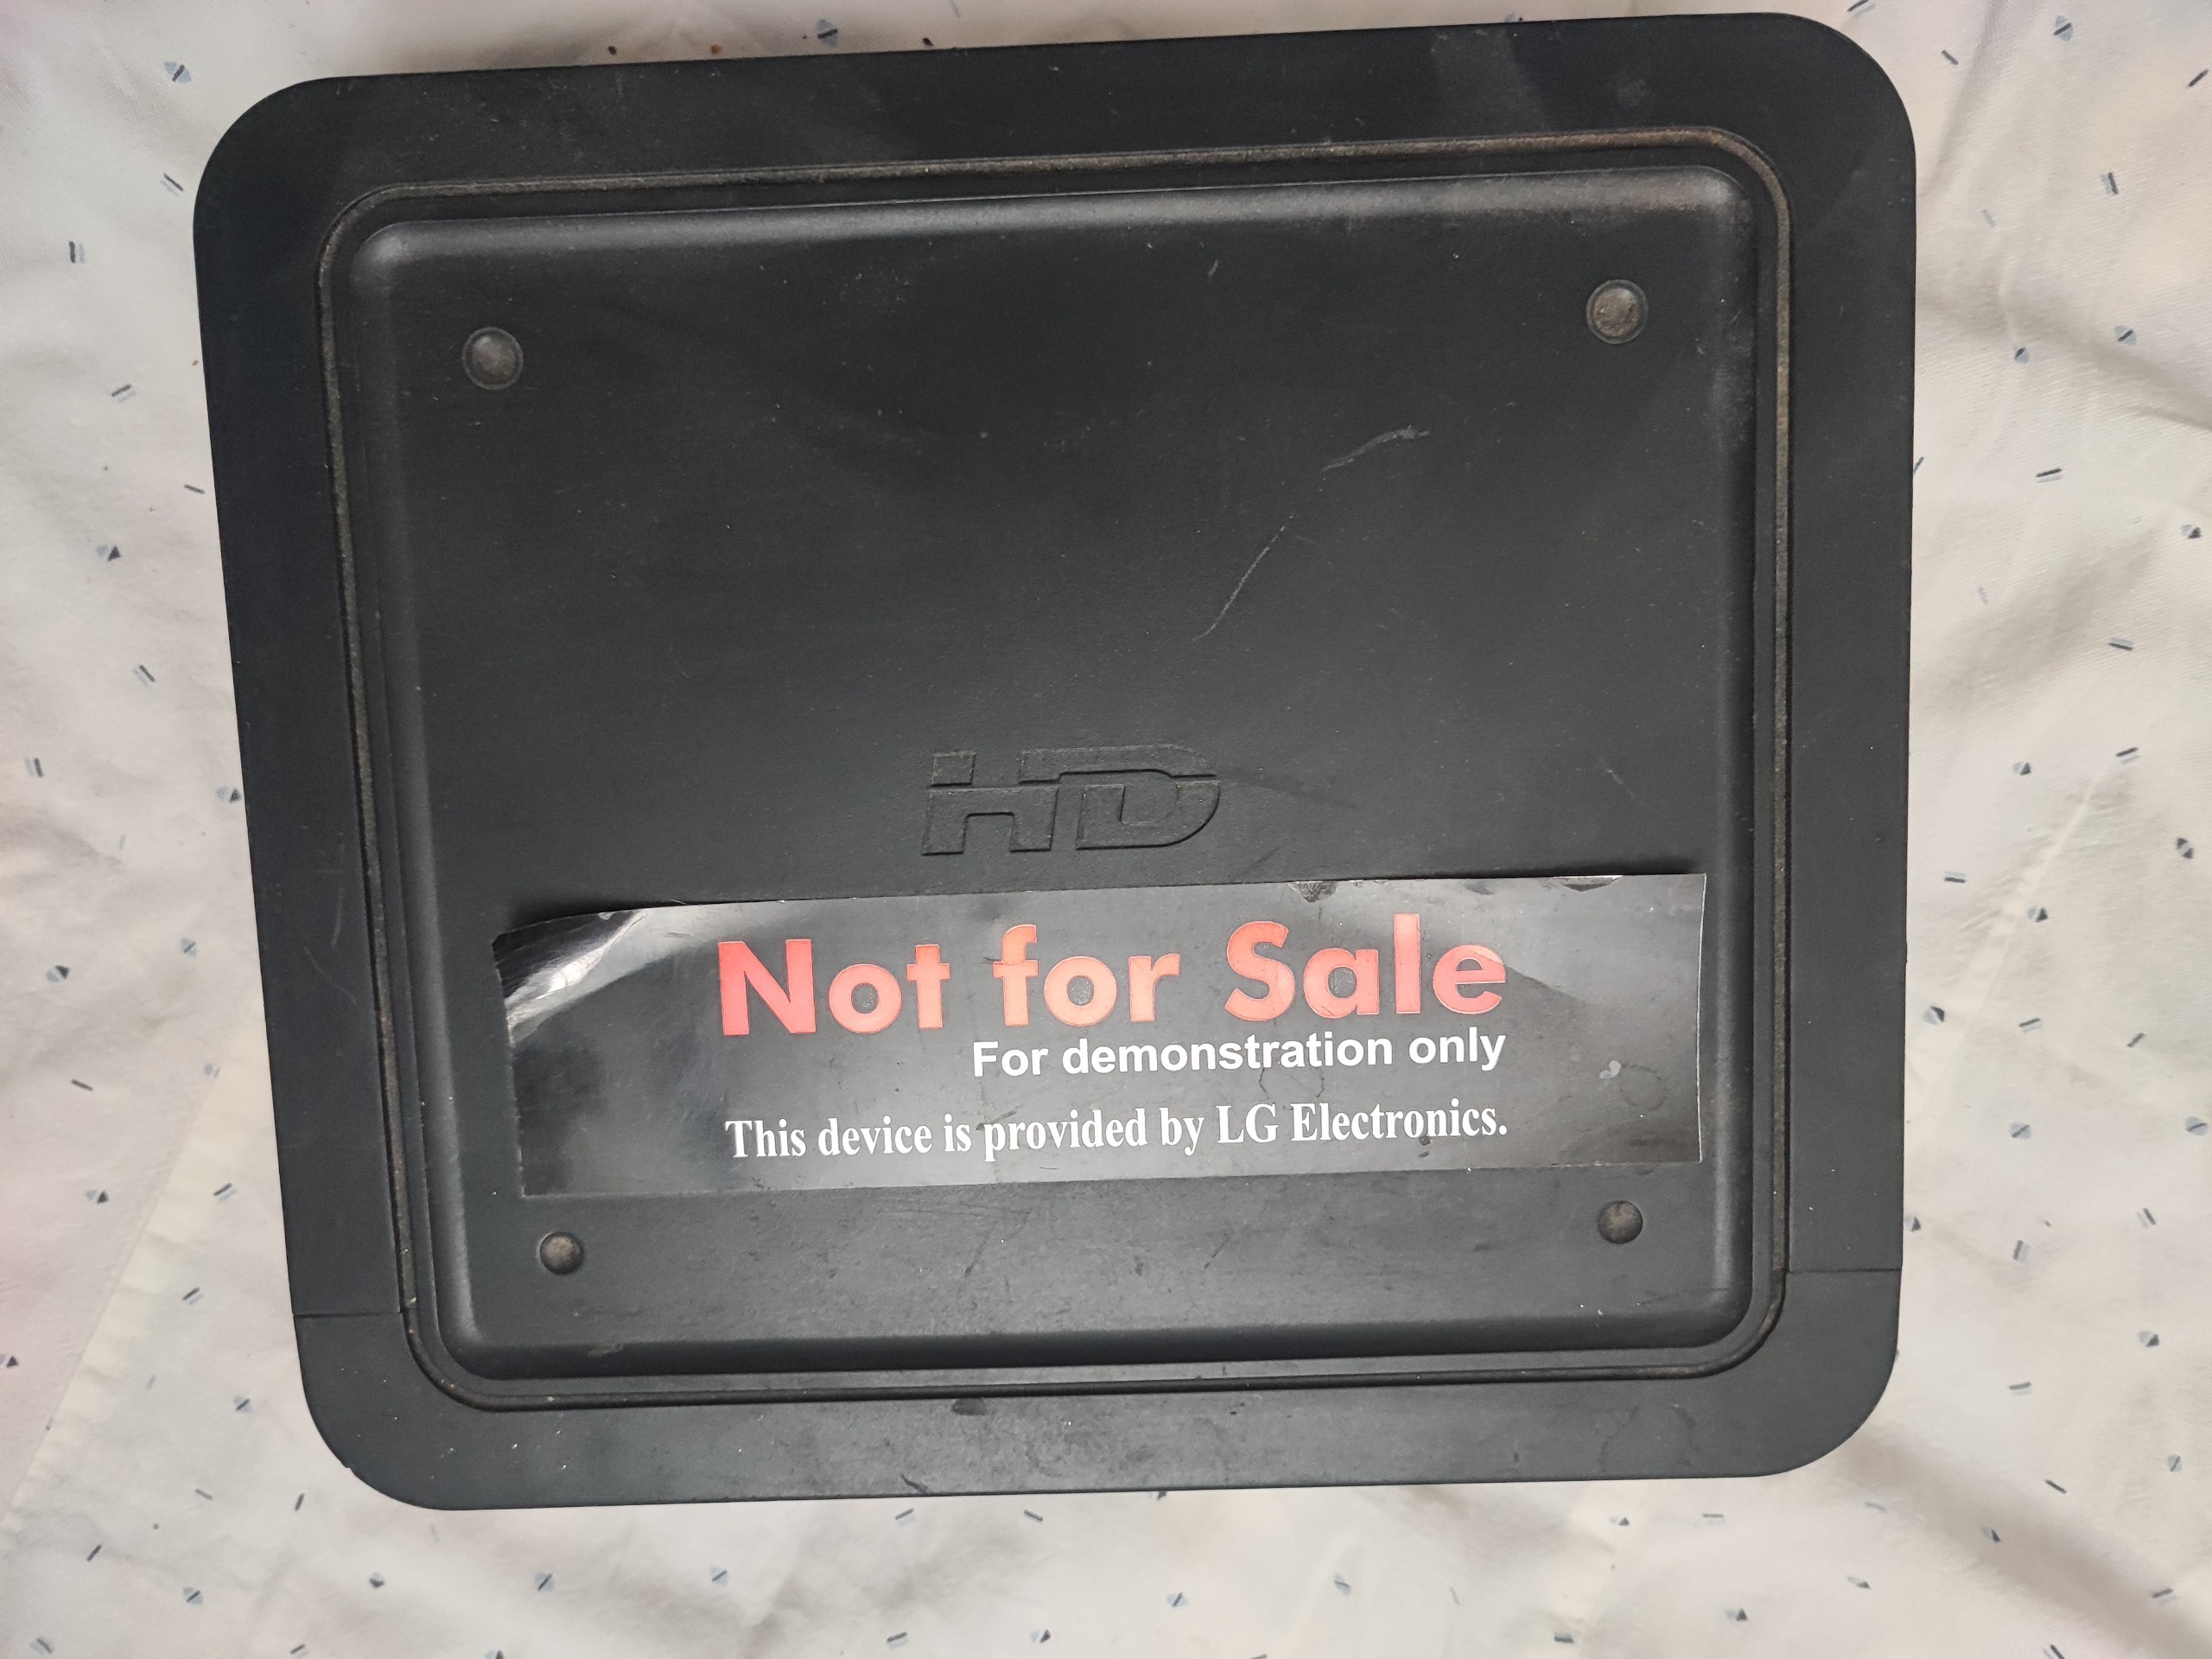 HD
Not for Sale
For demonstration only
This device is provided by LG Electronics.